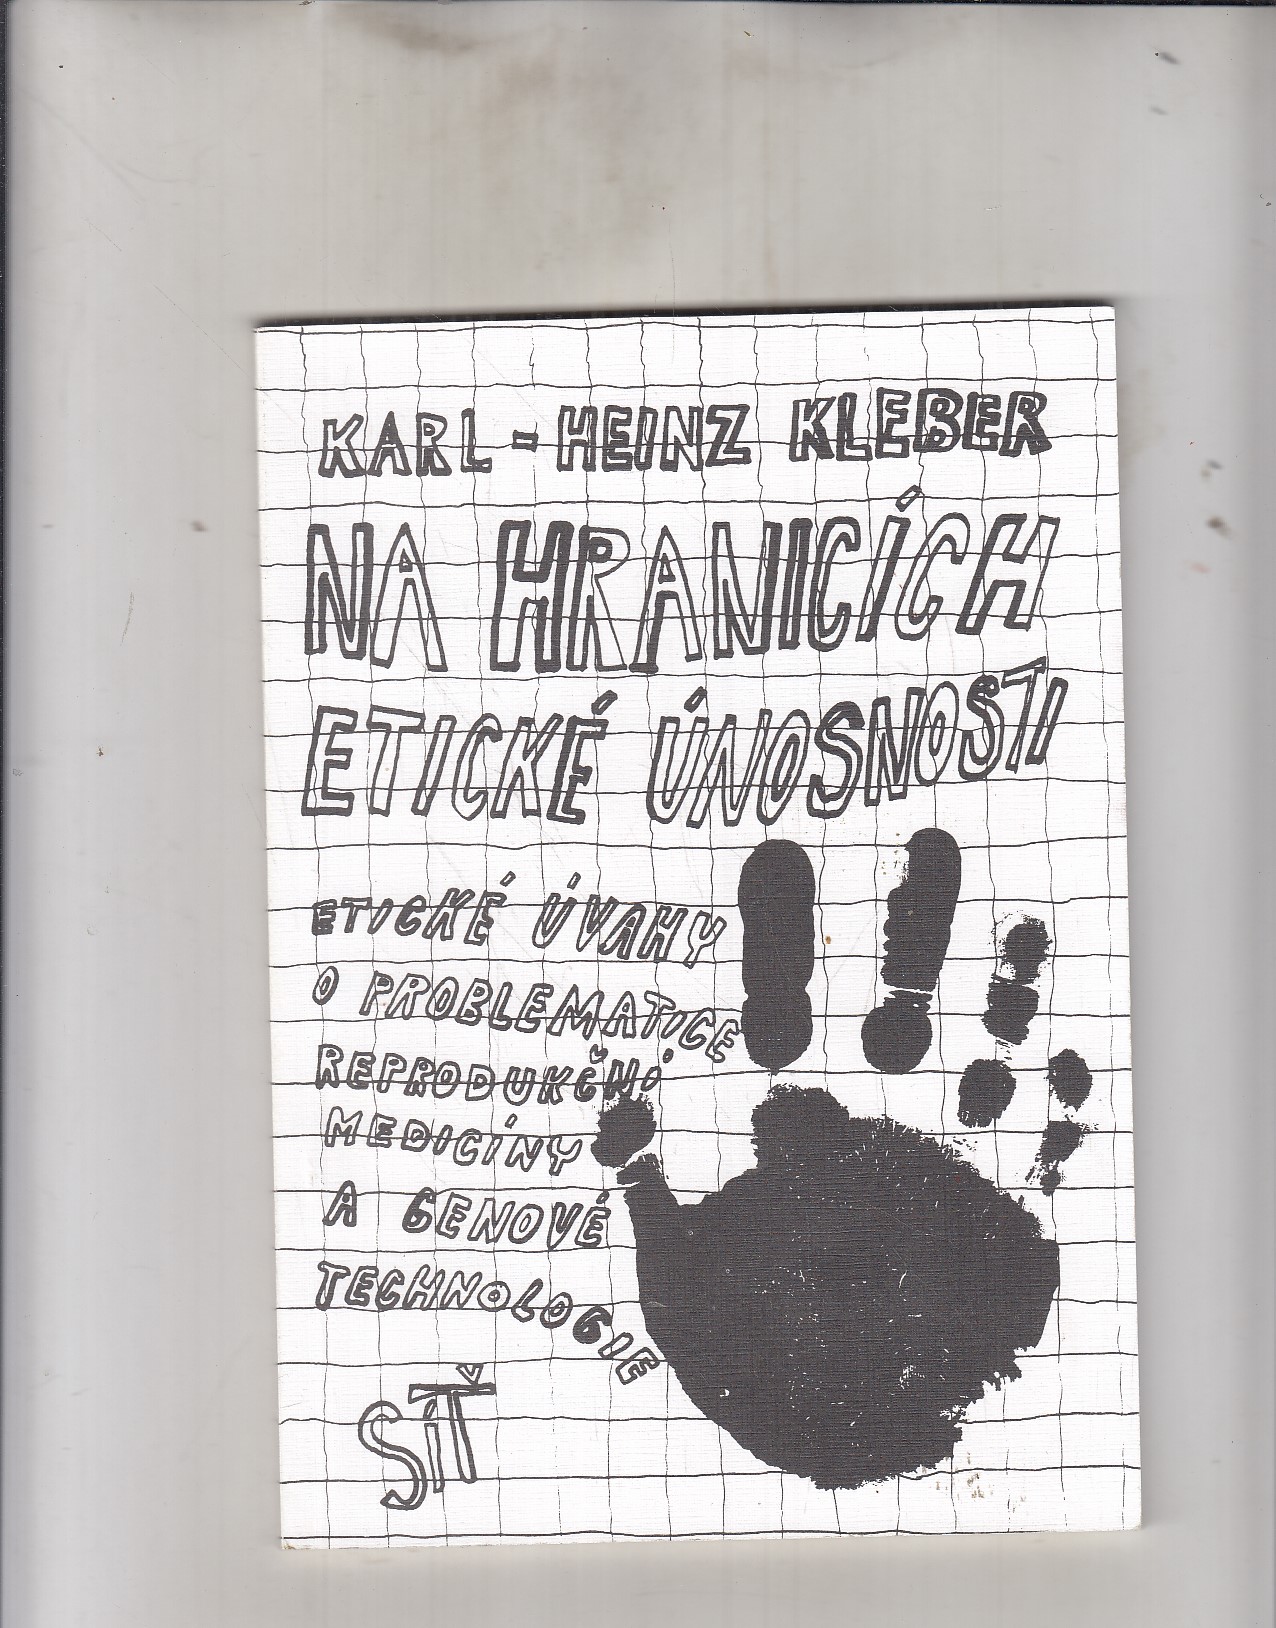 KARL-HEINZ KLEBER
NA HRANICÍCH
ETICKÉ ÚNOSNOSTI
ETICKÉ ÚVAHY
O PROBLEMATICE
REPRODUKČNÍ
MEDICÍNY
A GENOVÉ
TECHNOLOGIE
SÍŤ